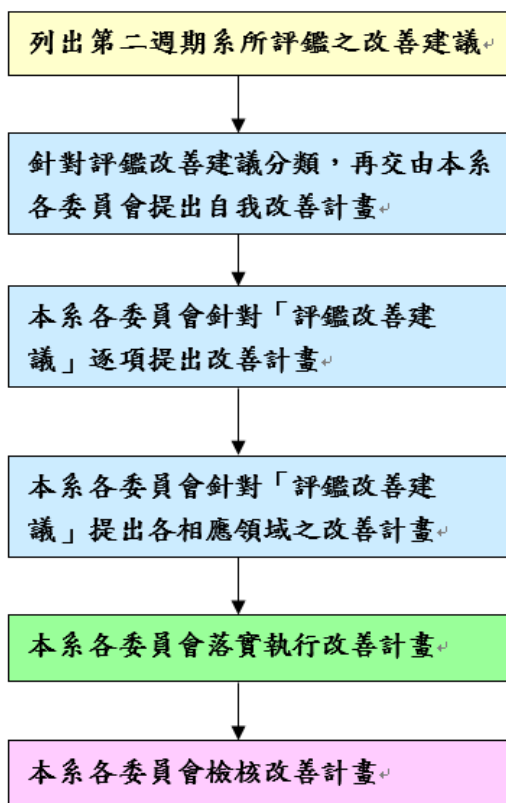 列出第二週期系所評鑑之改善建議
針對評鑑改善建議分類，再交由本系
各委員會提出自我改善計畫
本系各委員會針對「評鑑改善建
議」逐項提出改善計畫
本系各委員會針對「評鑑改善建
議」提出各相應領域之改善計畫
本系各委員會落實執行改善計畫
本系各委員會檢核改善計畫